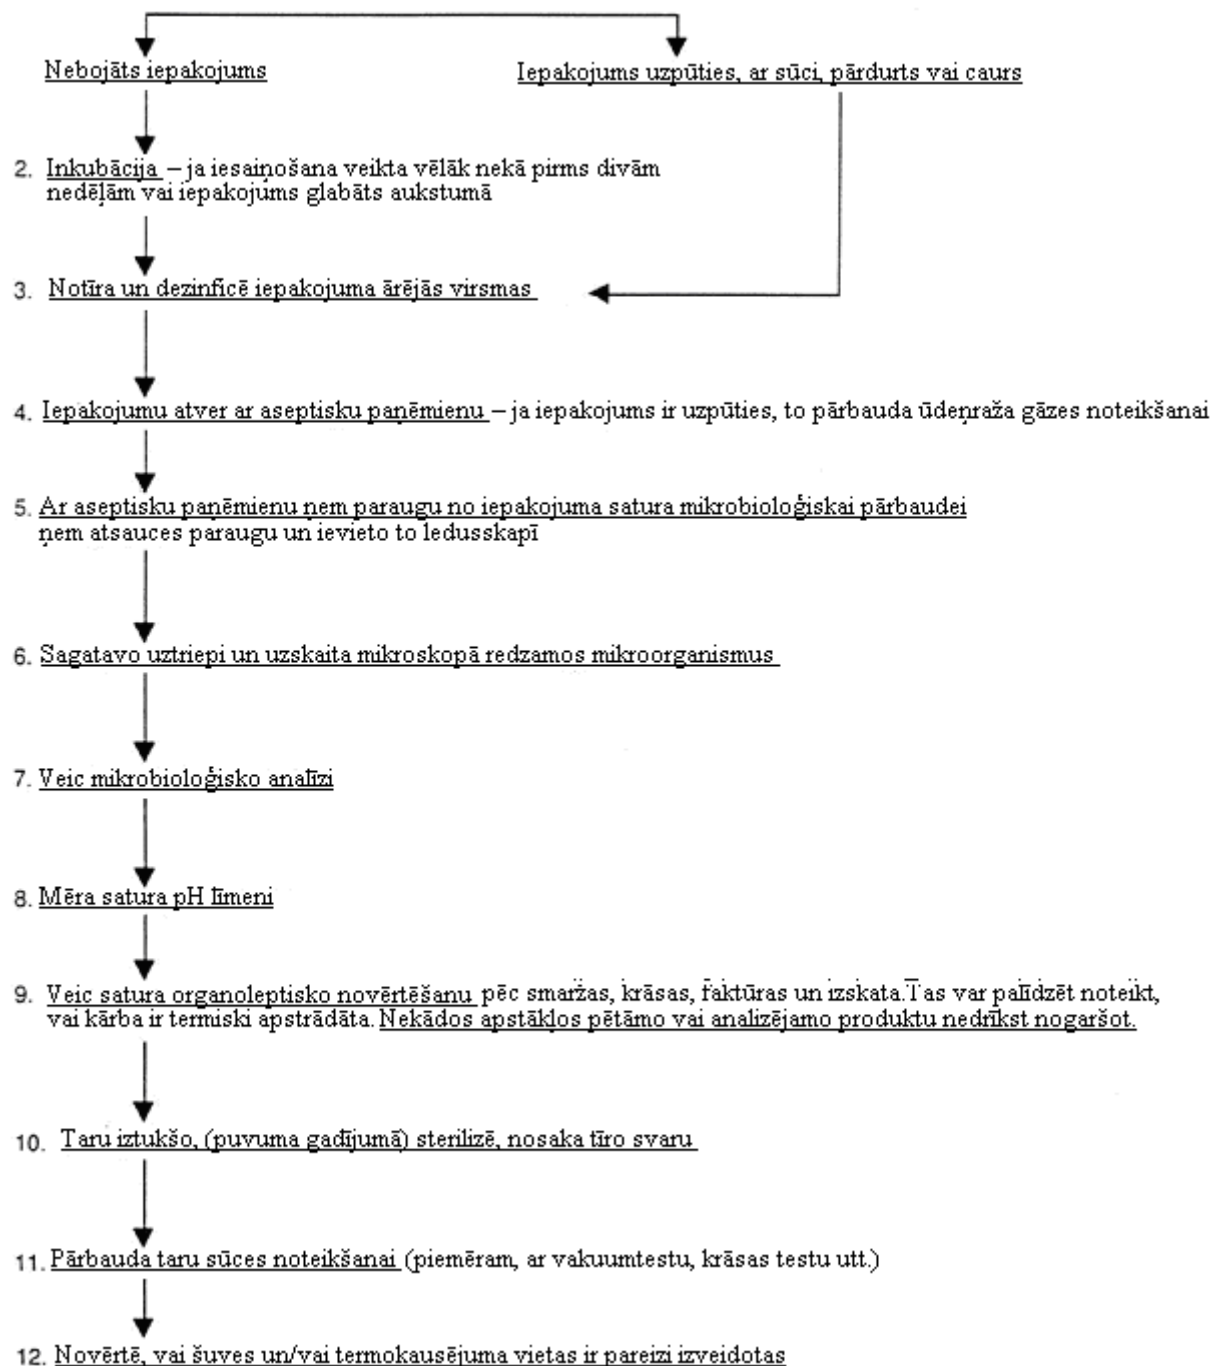 Nebojāts iepakojums
Iepakojums uzpūties, ar sūci, pārdurts vai caurs
2. Inkubācija – ja iesaiņošana veikta vēlāk nekā pirms divām
nedēļām vai iepakojums glabāts aukstumā
3. Notīra un dezinficē iepakojuma ārējās virsmas
4. Iepakojumu atver ar aseptisku paņēmienu – ja iepakojums ir uzpūties, to pārbauda ūdeņraža gāzes noteikšanai
5. Ar aseptisku paņēmienu ņem paraugu no iepakojuma satura mikrobioloģiskai pārbaudei
ņem atsauces paraugu un ievieto to ledusskapī
6. Sagatavo uztriepi un uzskaita mikroskopā redzamos mikroorganismus
7. Veic mikrobioloģisko analīzi
8. Mēra satura pH līmeni
9. Veic satura organoleptisko novērtēšanu pēc smaržas, krāsas, faktūras un izskata.Tas var palīdzēt noteikt,
vai kārba ir termiski apstrādāta. Nekādos apstākļos pētāmo vai analizējamo produktu nedrīkst nogaršot.
10. Taru iztukšo, (puvuma gadījumā) sterilizē, nosaka tīro svaru
11. Pārbauda taru sūces noteikšanai (piemēram, ar vakuumtestu, krāsas testu utt.)
12. Novērtē, vai šuves un/vai termokausējuma vietas ir pareizi izveidotas